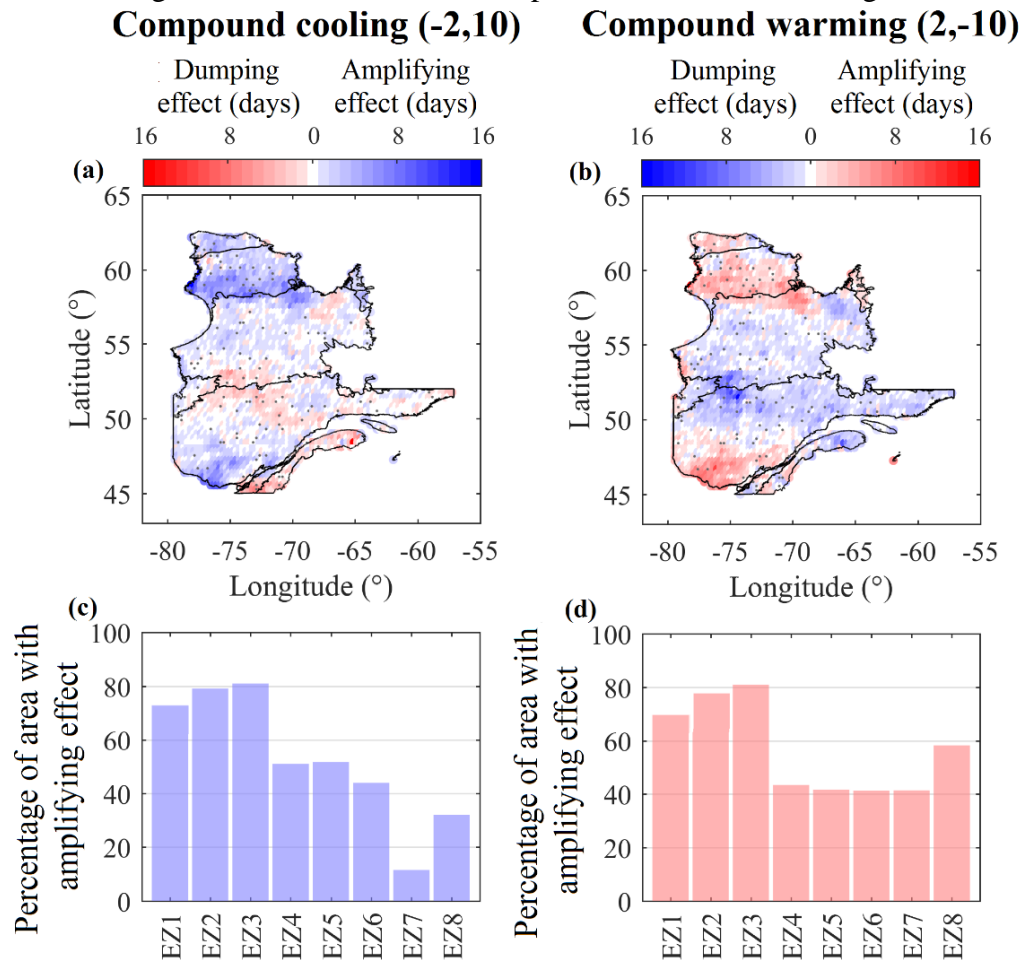 Compound cooling (-2,10)
Compound warming (2,-10)
Dumping effect (days)
Amplifying effect (days)
16 8 0 8 16
(a)
65
60
55
50
45
Latitude (°)
-80 -75 -70 -65 -60 -55
Longitude (°)
Dumping effect (days)
Amplifying effect (days)
16 8 0 8 16
(b)
65
60
55
50
45
Latitude (°)
-80 -75 -70 -65 -60 -55
Longitude (°)
(c)
100
80
60
40
20
0
Percentage of area with
amplifying effect
EZ1 EZ2 EZ3 EZ4 EZ5 EZ6 EZ7 EZ8
(d)
100
80
60
40
20
0
Percentage of area with
amplifying effect
EZ1 EZ2 EZ3 EZ4 EZ5 EZ6 EZ7 EZ8